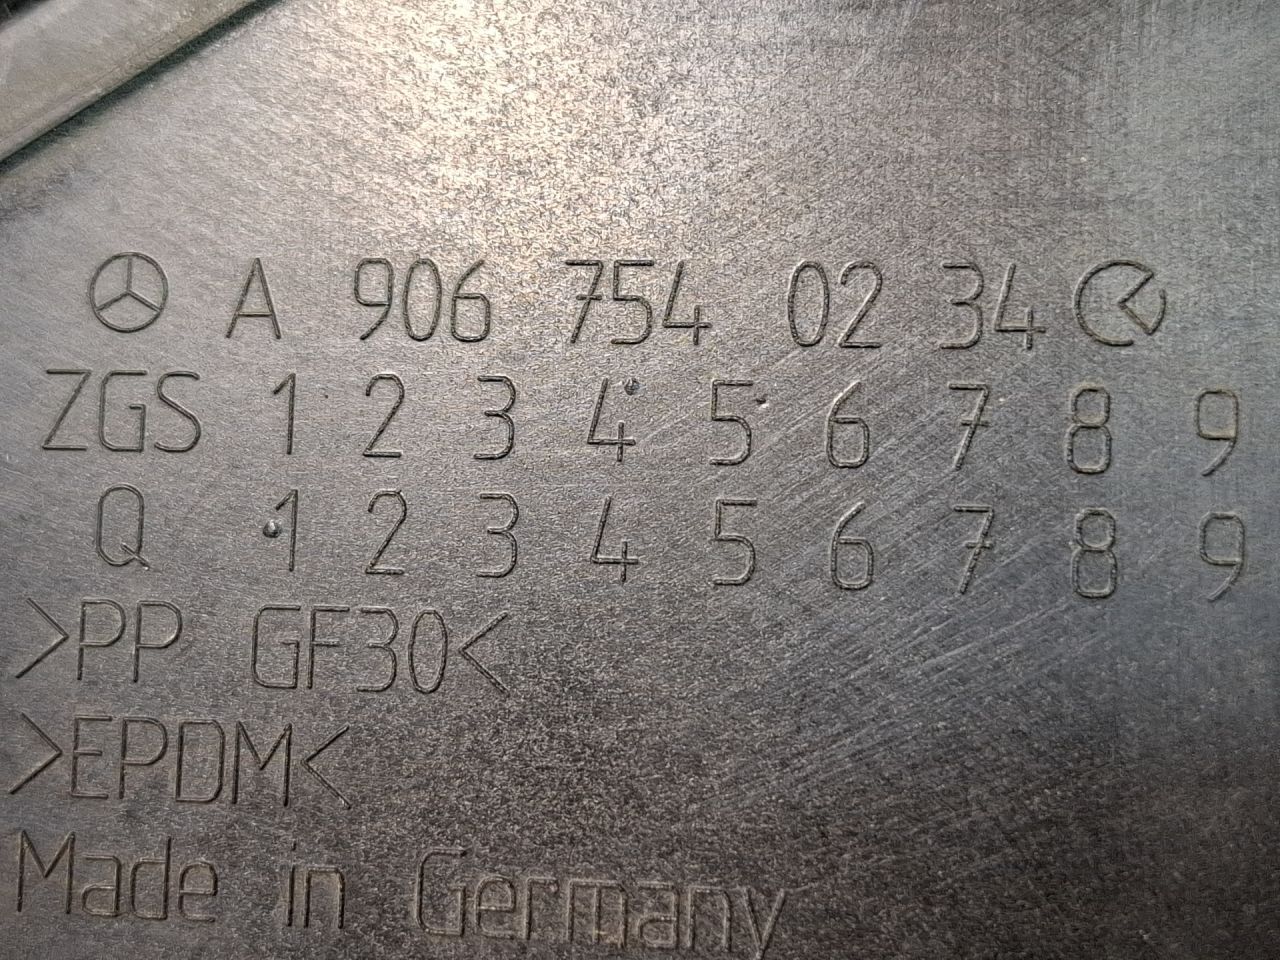 A 906 754 02 34
ZGS 1 2 3 4 5 6 7 8 9
Q 1 2 3 4 5 6 7 8 9
>PP GF30<
>EPDM<
Made in Germany